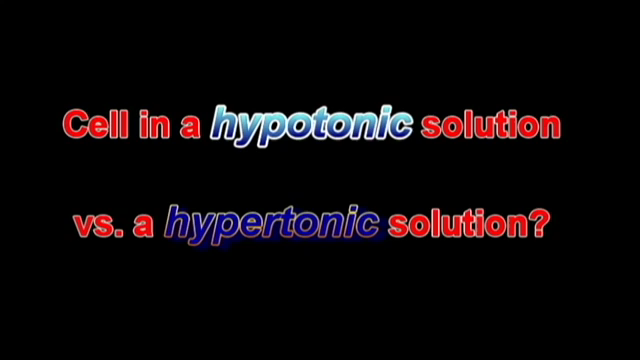 Cell in a hypotonic solution
vs. a hypertonic solution?